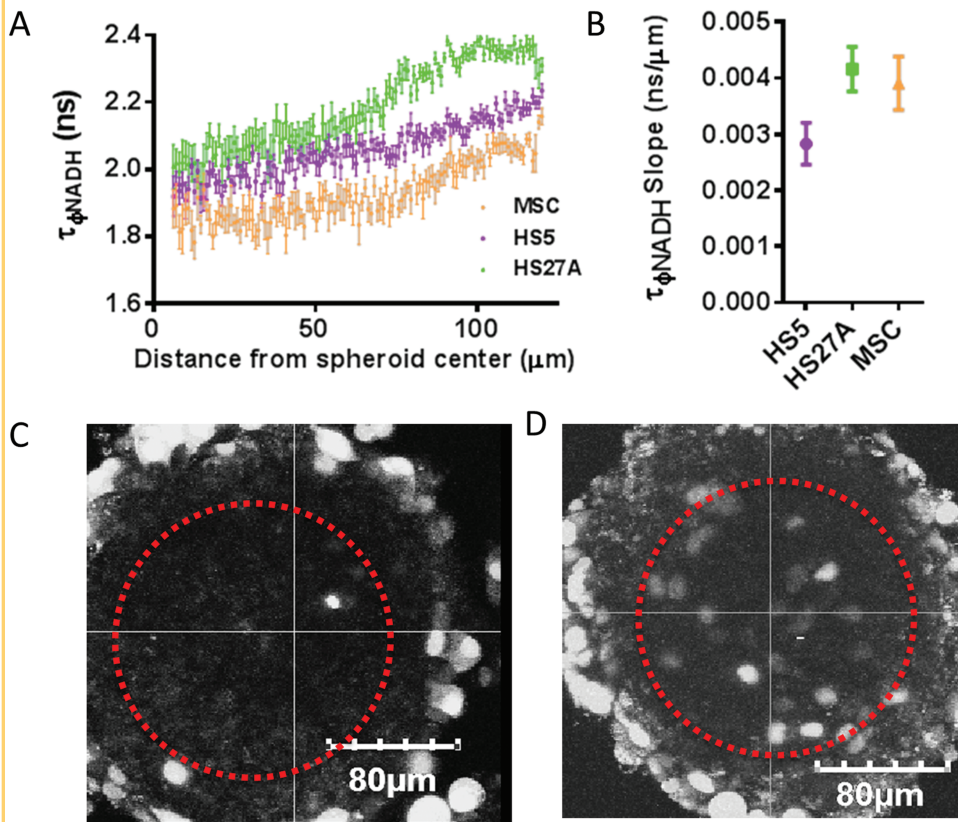 A
2.4
2.2
2.0
1.8
1.6
τϕNADH (ns)
0
50
100
Distance from spheroid center (μm)
MSC
HS5
HS27A
B
0.005
0.004
0.003
0.002
0.001
0.000
τϕNADH Slope (ns/μm)
HS5
HS27A
MSC
C
80μm
D
80μm